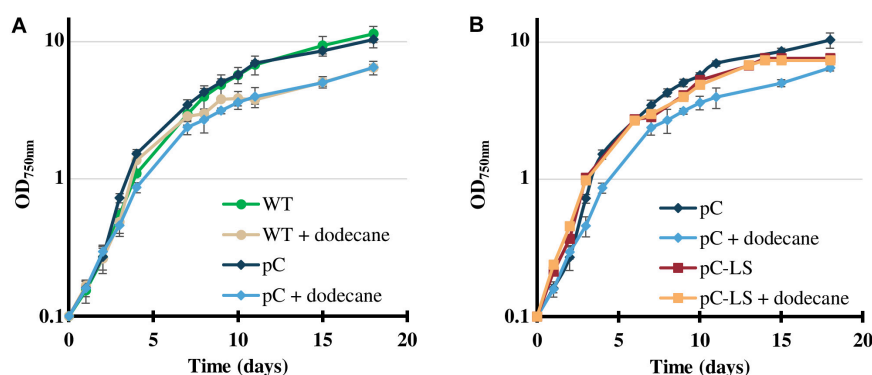 A
10
1
0.1
OD750nm
0
5
10
15
20
Time (days)
WT
WT + dodecane
pC
pC + dodecane
B
10
1
0.1
OD750nm
0
5
10
15
20
Time (days)
pC
pC + dodecane
pC-LS
pC-LS + dodecane